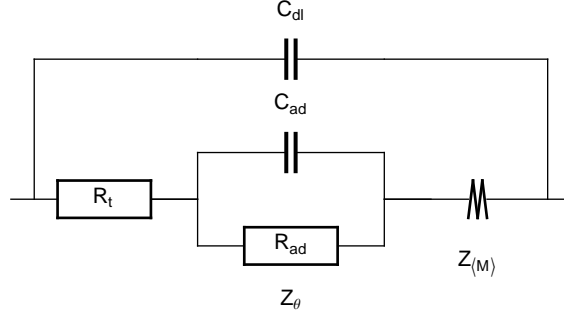 C_dl
C_ad
R_t
R_ad
Z_⟨M⟩
Z_θ